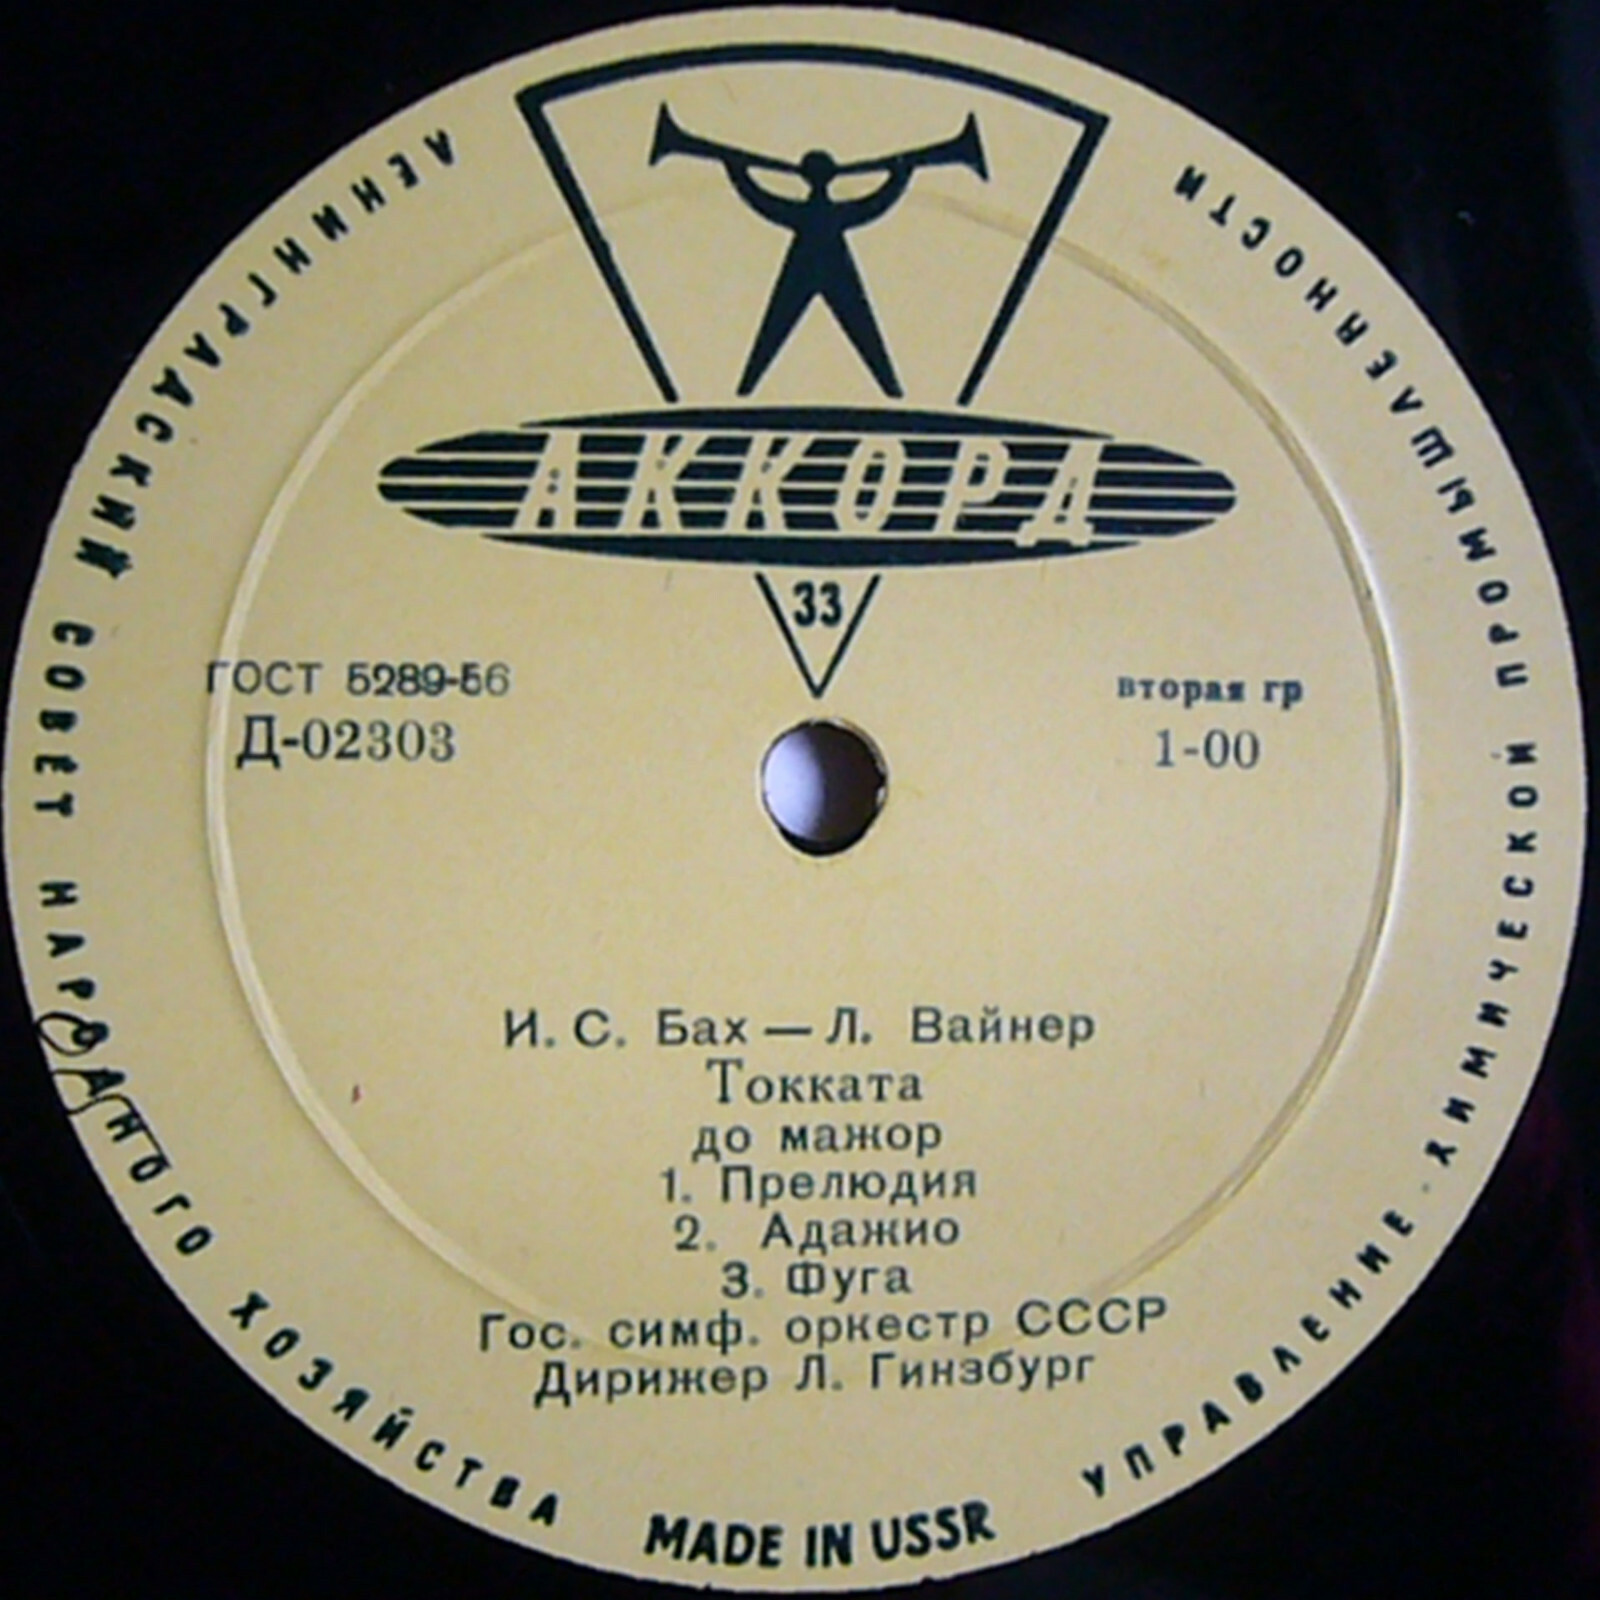 ЛЕНИНГРАДСКИЙ СОВЕТ НАРОДНОГО ХОЗЯЙСТВА
УПРАВЛЕНИЕ ХИМИЧЕСКОЙ ПРОМЫШЛЕННОСТИ
АККОРД
33
ГОСТ 5289-56
Д-02303
вторая гр
1-00
И. С. Бах — Л. Вайнер
Токката
до мажор
1. Прелюдия
2. Адажио
3. Фуга
Гос. симф. оркестр СССР
Дирижер Л. Гинзбург
MADE IN USSR